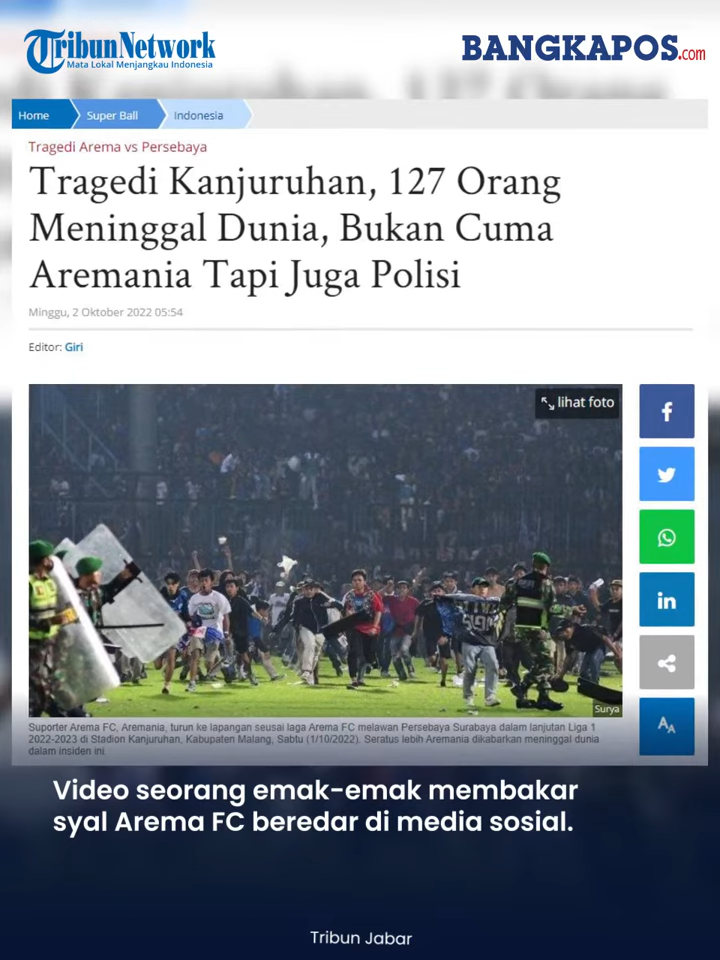 TribunNetwork
Mata Lokal Menjangkau Indonesia
BANGKAPOS.com
Home
Super Ball
Indonesia
Tragedi Arema vs Persebaya
Tragedi Kanjuruhan, 127 Orang
Meninggal Dunia, Bukan Cuma
Aremania Tapi Juga Polisi
Minggu, 2 Oktober 2022 05:54
Editor: Giri
lihat foto
Surya
Suporter Arema FC, Aremania, turun ke lapangan seusai laga Arema FC melawan Persebaya Surabaya dalam lanjutan Liga 1
2022-2023 di Stadion Kanjuruhan, Kabupaten Malang, Sabtu (1/10/2022). Seratus lebih Aremania dikabarkan meninggal dunia
dalam insiden ini.
Video seorang emak-emak membakar
syal Arema FC beredar di media sosial.
Tribun Jabar